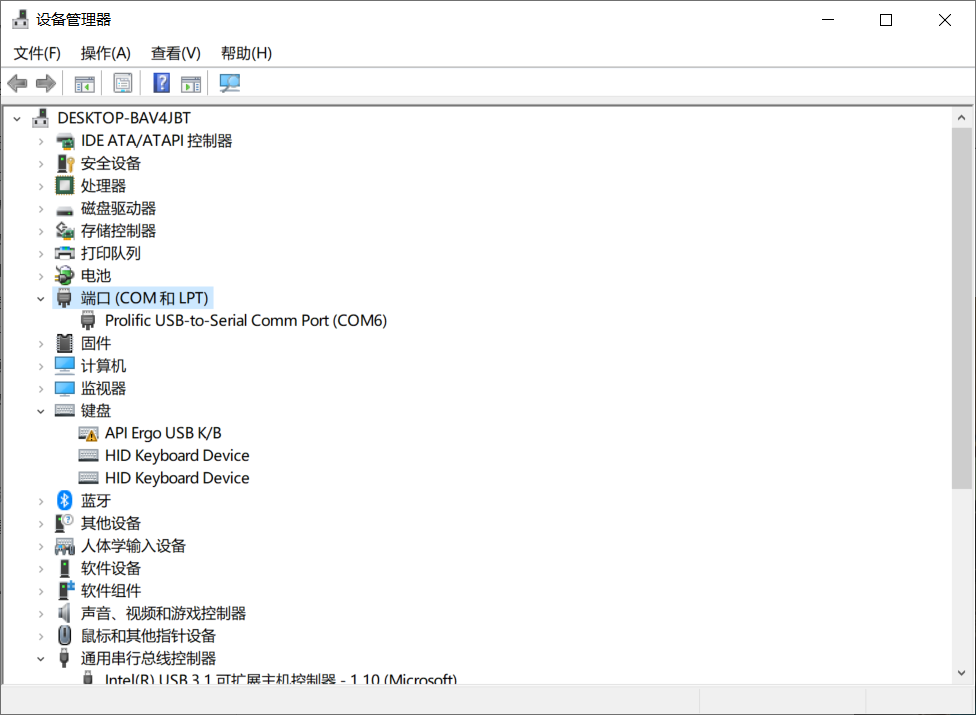 设备管理器
文件(F) 操作(A) 查看(V) 帮助(H)
DESKTOP-BAV4JBT
IDE ATA/ATAPI 控制器
安全设备
处理器
磁盘驱动器
存储控制器
打印队列
电池
端口 (COM 和 LPT)
Prolific USB-to-Serial Comm Port (COM6)
固件
计算机
监视器
键盘
API Ergo USB K/B
HID Keyboard Device
HID Keyboard Device
蓝牙
其他设备
人体学输入设备
软件设备
软件组件
声音、视频和游戏控制器
鼠标和其他指针设备
通用串行总线控制器
Intel(R) USB 3.1 可扩展主机控制器 - 1.10 (Microsoft)